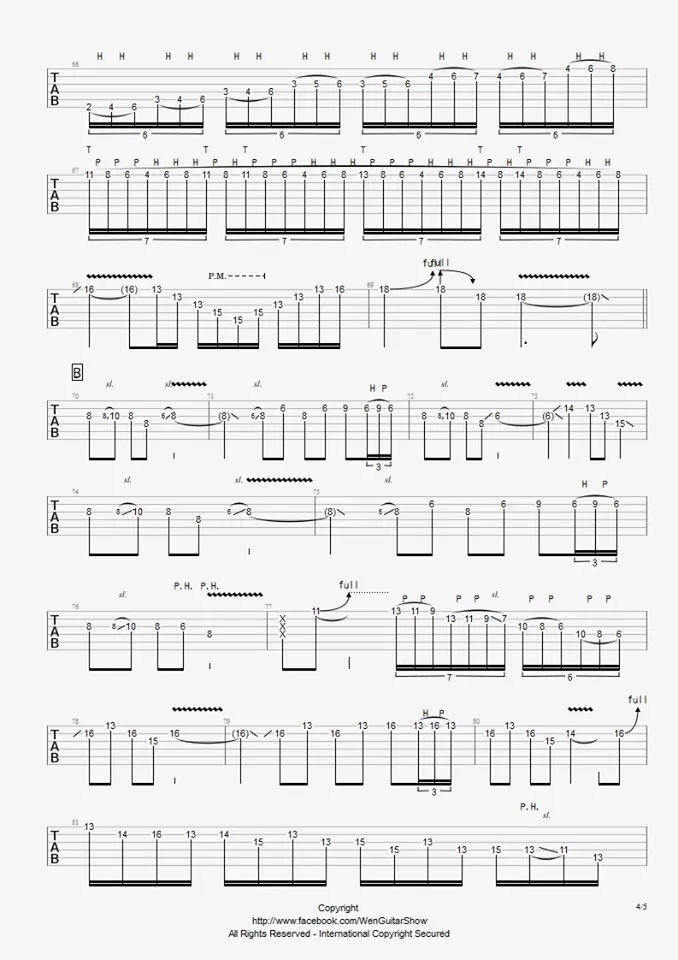 H H H H H H H H H H H H H H H H
66
T A B 2 4 6 3 4 6 3 4 6 3 5 6 3 5 6 4 6 7 4 6 7 4 6 8
6 6 6 6
T T T T T T
P P P H H H P P P H H H P P P H H H P P P H H
67
T A B 11 8 6 4 6 8 11 8 11 8 6 4 6 8 13 8 6 4 6 8 14 8 14 8 6 4 6 8
7 7 7 7
P.M. full full
68 69
T A B 16 (16) 13 13 13 15 15 15 13 13 13 16 18 18 18 18 (18)
B
sl. sl. sl. H P sl.
70 71 72 73
T A B 8 8 10 8 8 6 8 (8) 6 8 6 8 6 9 6 9 6 8 8 10 8 8 6 (6) 14 13 13 15
3
sl. sl. sl. H P
74 75
T A B 8 8 10 8 8 6 8 (8) 6 8 6 8 6 9 6 9 6
3
sl. P.H. P.H. full P P P P sl. P P P P
76 77
T A B 8 8 10 8 6 8 X X X 11 13 11 9 13 11 9 7 10 8 6 10 8 6
7 6
H P full
78 79 80
T A B 16 13 16 15 16 (16) 16 13 16 13 16 13 16 13 16 13 16 15 14 16
3
P.H. sl.
81
T A B 13 14 16 13 14 15 13 13 15 15 13 13 15 13 11 13
Copyright
http://www.facebook.com/WenGuitarShow
All Rights Reserved - International Copyright Secured
4/5